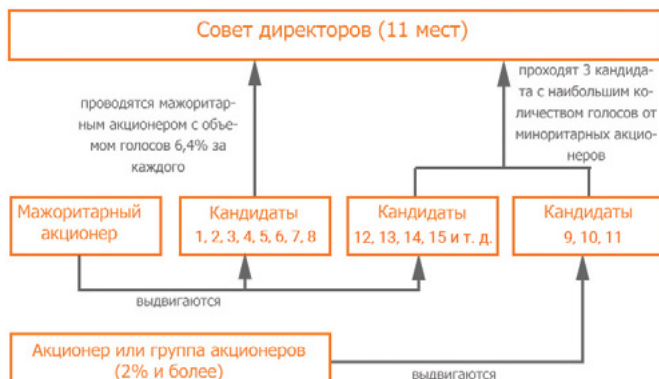 Совет директоров (11 мест)
проводятся мажоритар-
ным акционером с объе-
мом голосов 6,4% за
каждого
проходят 3 кандида-
та с наибольшим ко-
личеством голосов от
миноритарных акцио-
неров
Мажоритарный
акционер
Кандидаты
1, 2, 3, 4, 5, 6, 7, 8
Кандидаты
12, 13, 14, 15 и т. д.
Кандидаты
9, 10, 11
выдвигаются
Акционер или группа акционеров
(2% и более)
выдвигаются